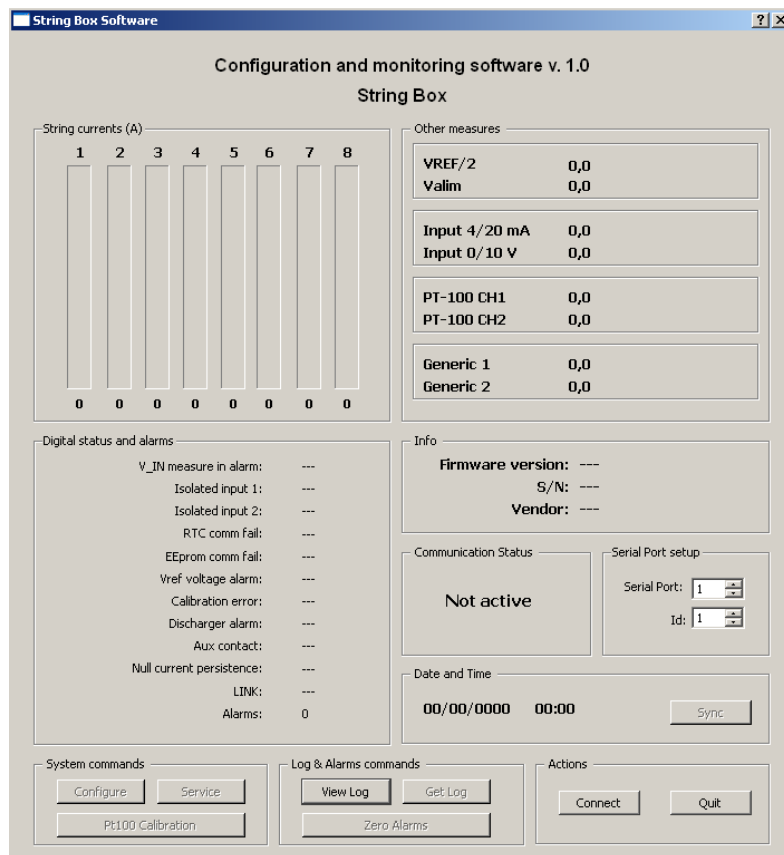 String Box Software
Configuration and monitoring software v. 1.0
String Box
String currents (A)
1 2 3 4 5 6 7 8
0 0 0 0 0 0 0 0
Other measures
VREF/2 0,0
Valim 0,0
Input 4/20 mA 0,0
Input 0/10 V 0,0
PT-100 CH1 0,0
PT-100 CH2 0,0
Generic 1 0,0
Generic 2 0,0
Digital status and alarms
V_IN measure in alarm: ---
Isolated input 1: ---
Isolated input 2: ---
RTC comm fail: ---
EEprom comm fail: ---
Vref voltage alarm: ---
Calibration error: ---
Discharger alarm: ---
Aux contact: ---
Null current persistence: ---
LINK: ---
Alarms: 0
Info
Firmware version: ---
S/N: ---
Vendor: ---
Communication Status
Not active
Serial Port setup
Serial Port: 1
Id: 1
Date and Time
00/00/0000 00:00 Sync
System commands
Configure Service
Pt100 Calibration
Log & Alarms commands
View Log Get Log
Zero Alarms
Actions
Connect Quit